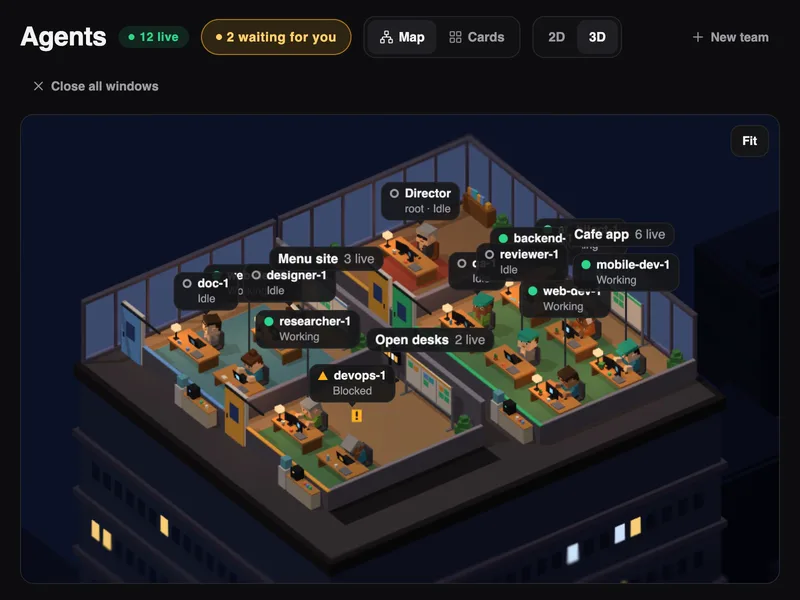 Agents
12 live
2 waiting for you
Map
Cards
2D
3D
New team
Close all windows
Fit
Director
root · Idle
Cafe app 6 live
backend-
reviewer-1
Idle
mobile-dev-1
Working
Menu site 3 live
designer-1
Idle
doc-1
Idle
web-dev-1
Working
researcher-1
Working
Open desks 2 live
devops-1
Blocked
!